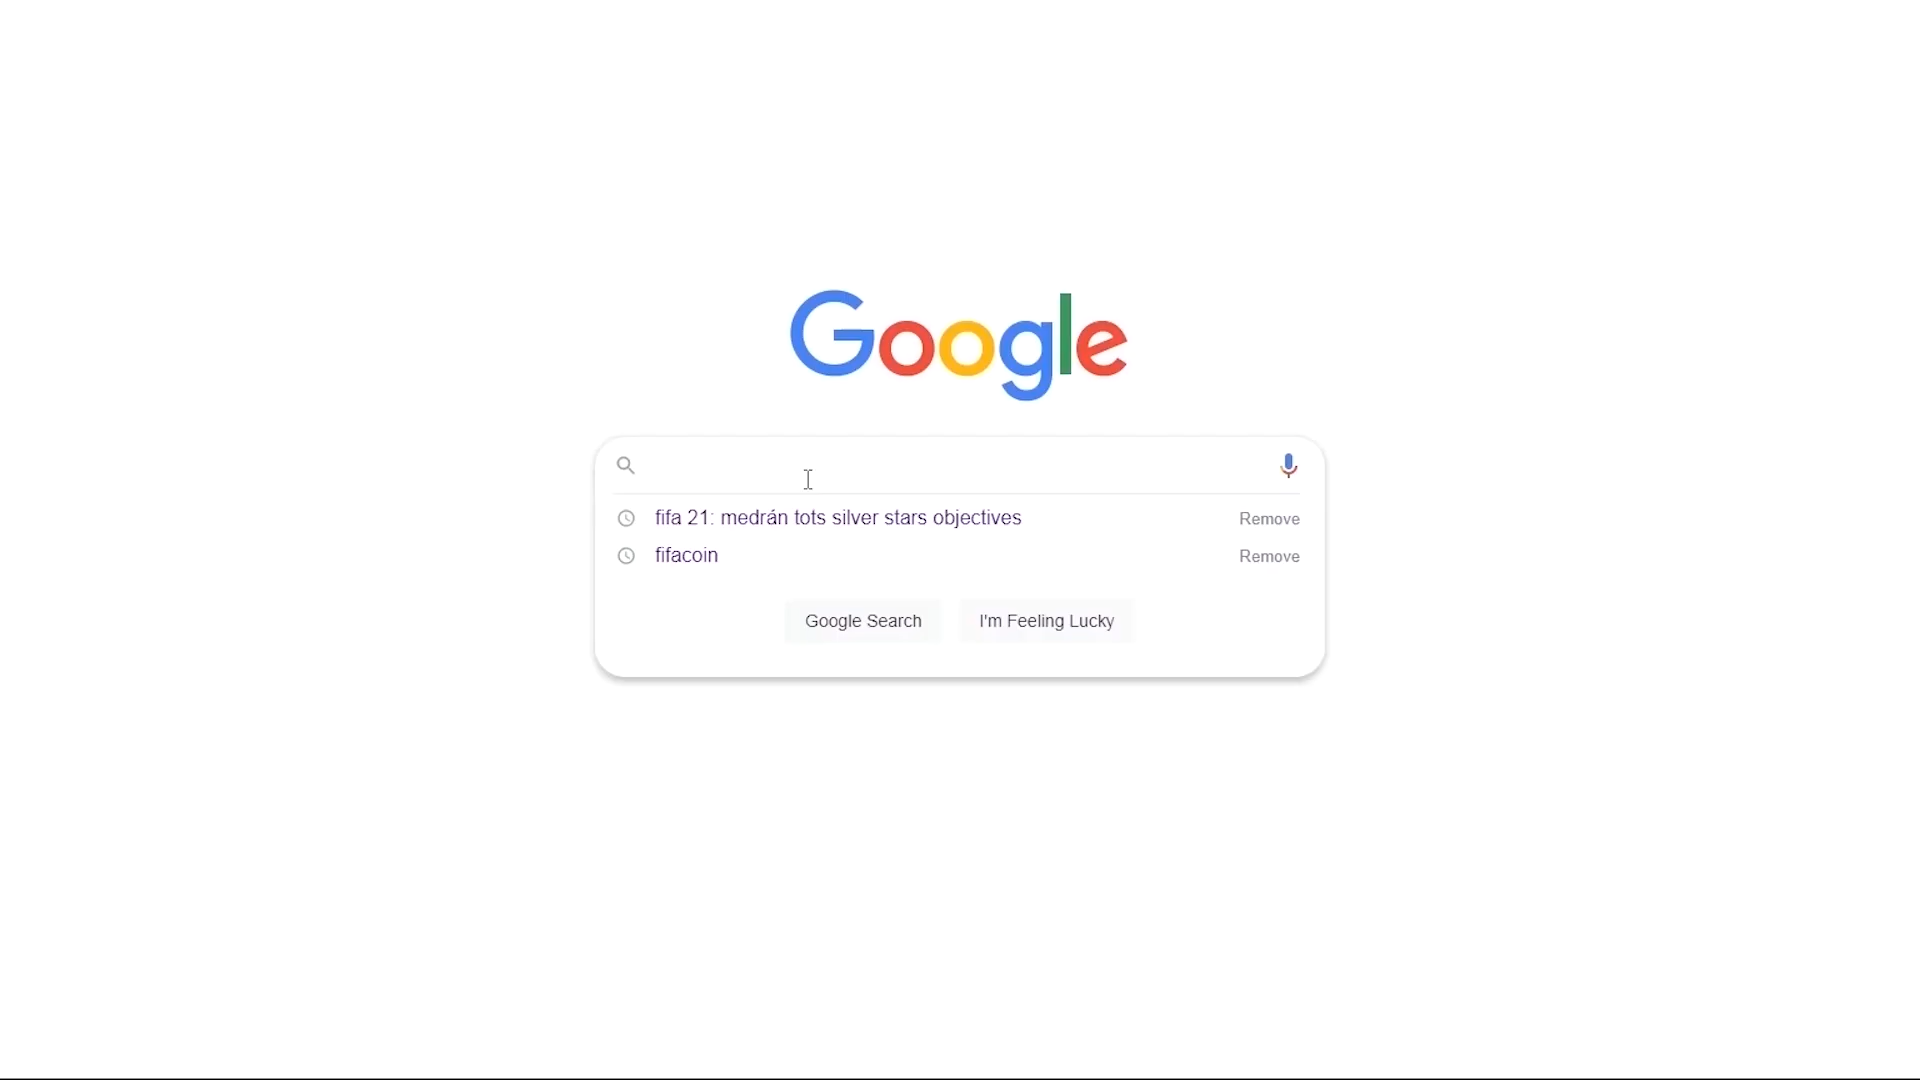 Google
fifa 21: medrán tots silver stars objectives Remove
fifacoin Remove
Google Search I'm Feeling Lucky